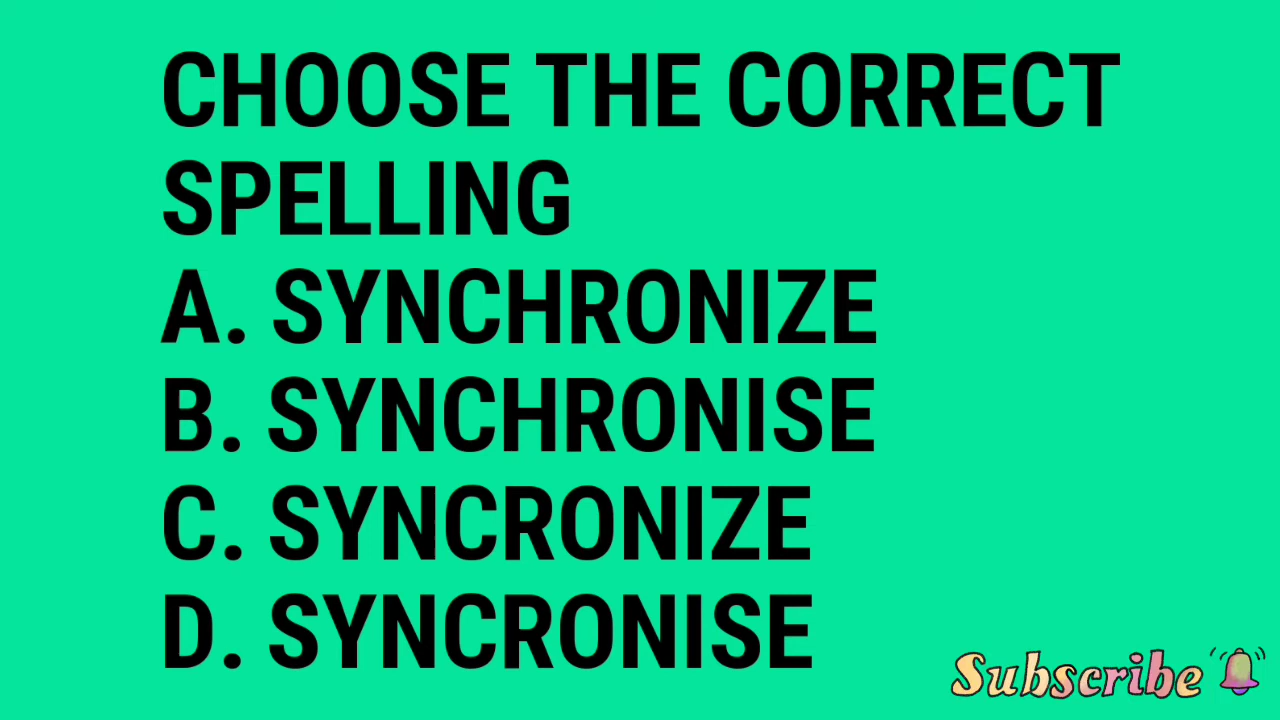 CHOOSE THE CORRECT
SPELLING
A. SYNCHRONIZE
B. SYNCHRONISE
C. SYNCRONIZE
D. SYNCRONISE
Subscribe